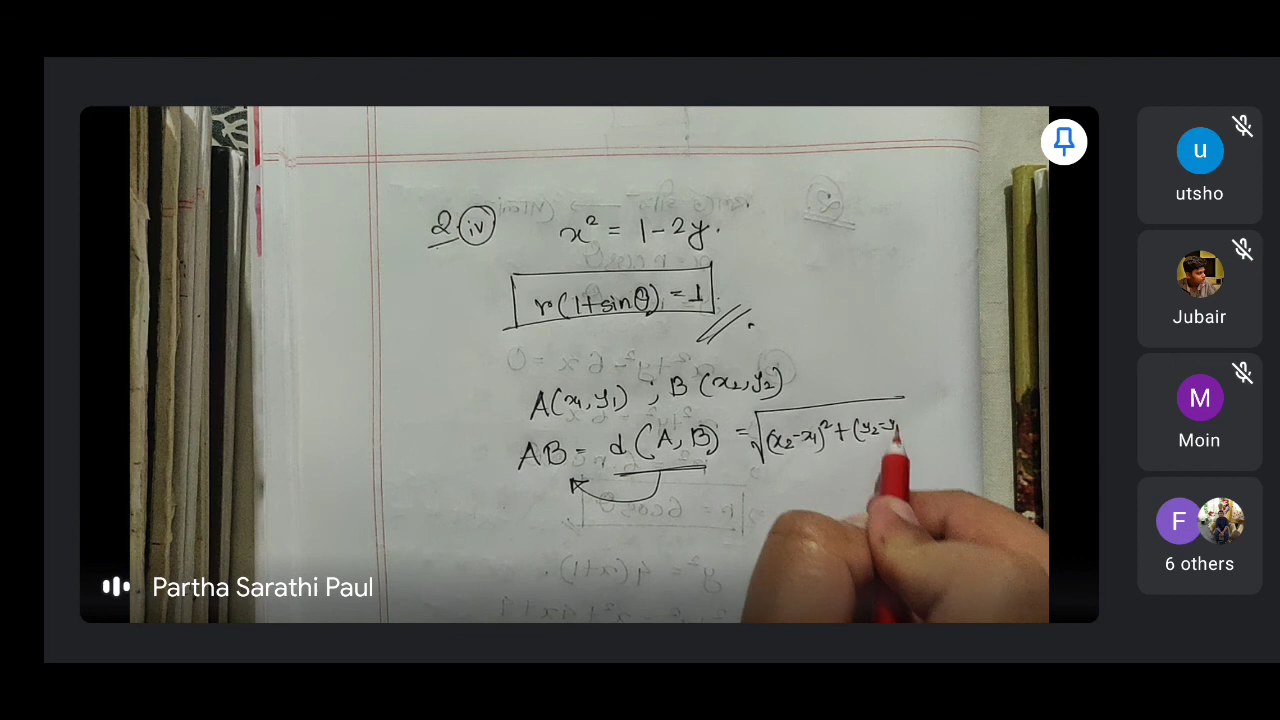 2. iv x² = 1 - 2y.
r(1+sinθ) = 1
A(x₁, y₁) ; B(x₂, y₂)
AB = d(A, B) = √(x₂-x₁)² + (y₂-y
Partha Sarathi Paul
u
utsho
Jubair
M
Moin
F
6 others